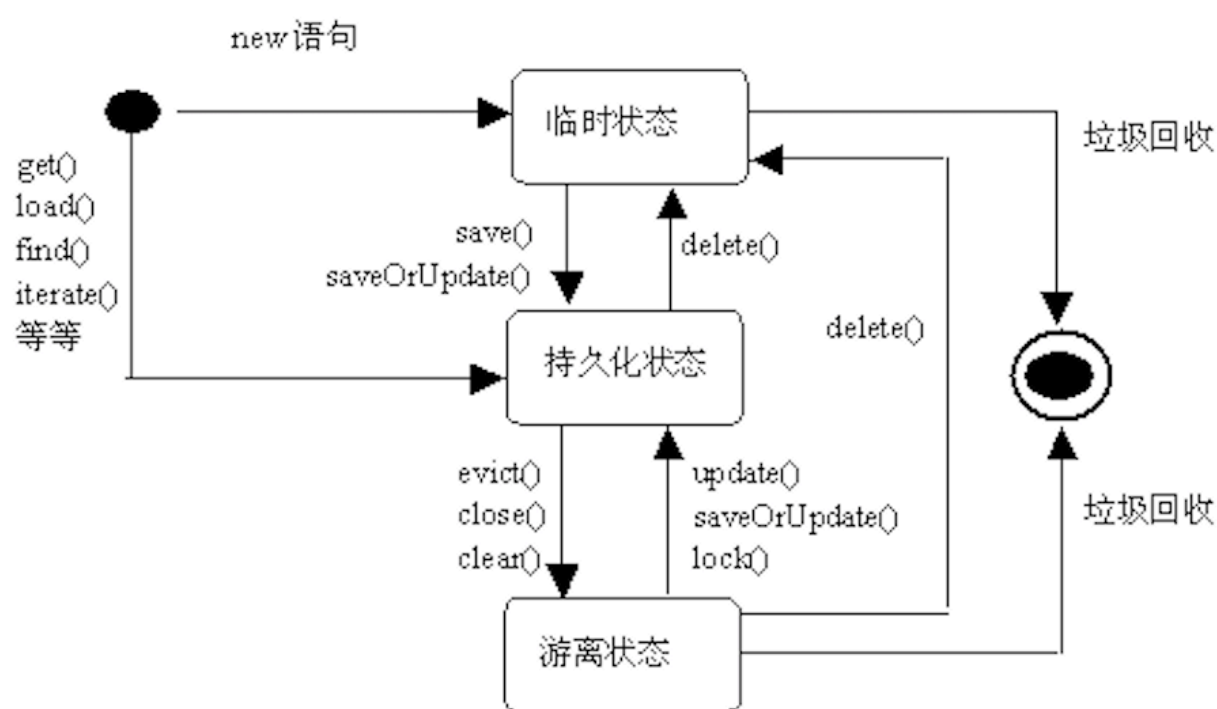 new语句
临时状态
垃圾回收
get()
load()
find()
iterate()
等等
save()
saveOrUpdate()
delete()
delete()
持久化状态
evict()
close()
clear()
update()
saveOrUpdate()
lock()
垃圾回收
游离状态